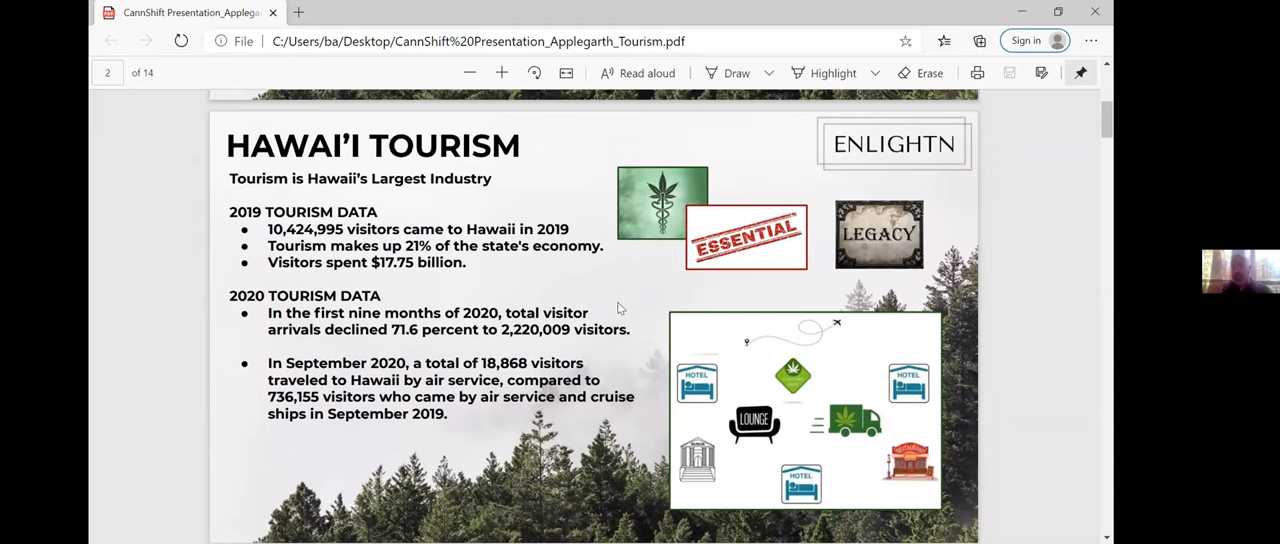 CannShift Presentation_Applegar
File
C:/Users/ba/Desktop/CannShift%20Presentation_Applegarth_Tourism.pdf
Sign in
2 of 14
Read aloud
Draw
Highlight
Erase
HAWAI’I TOURISM
ENLIGHTN
Tourism is Hawaii’s Largest Industry
2019 TOURISM DATA
● 10,424,995 visitors came to Hawaii in 2019
● Tourism makes up 21% of the state's economy.
● Visitors spent $17.75 billion.
ESSENTIAL
LEGACY
2020 TOURISM DATA
● In the first nine months of 2020, total visitor
arrivals declined 71.6 percent to 2,220,009 visitors.
● In September 2020, a total of 18,868 visitors
traveled to Hawaii by air service, compared to
736,155 visitors who came by air service and cruise
ships in September 2019.
HOTEL
HOTEL
LOUNGE
RESTAURANT
HOTEL